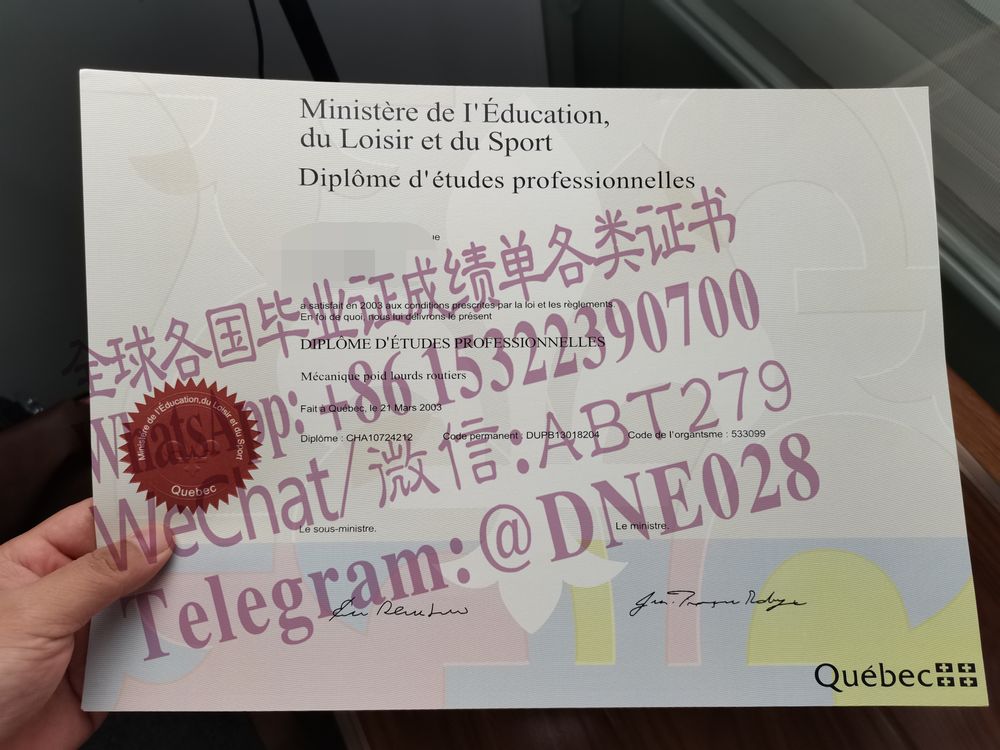 Ministère de l'Éducation,
du Loisir et du Sport
Diplôme d'études professionnelles
a satisfait en 2003 aux conditions prescrites par la loi et les règlements.
En foi de quoi, nous lui délivrons le présent
DIPLÔME D'ÉTUDES PROFESSIONNELLES
Mécanique poid lourds routiers
Fait à Québec, le 21 Mars 2003
Diplôme : CHA10724212 Code permanent : DUPB13018204 Code de l'organtsme : 533099
Le sous-ministre. Le ministre.
Ministère de l'Éducation,du Loisir et du Sport
Québec
Québec
全球各国毕业证成绩单各类证书
WhatsApp: +86 15322390700
WeChat/微信:ABT279
Telegram:@DNE028